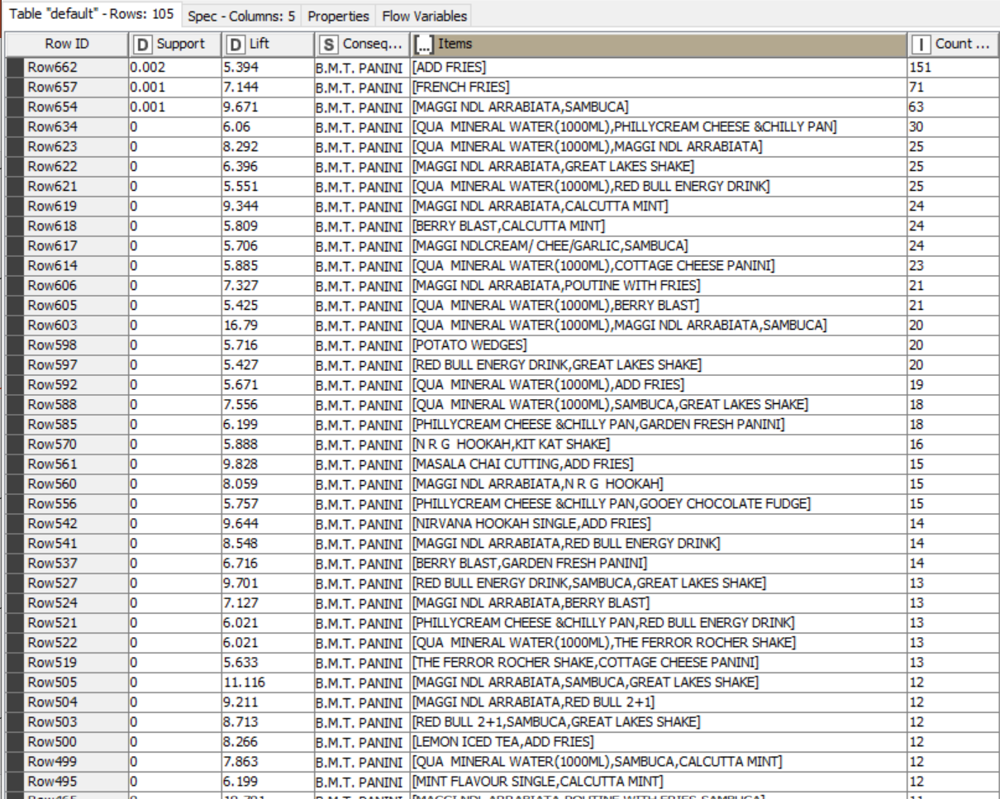 Table "default" - Rows: 105 Spec - Columns: 5 Properties Flow Variables
Row ID D Support D Lift S Conseq... [...] Items I Count ...
Row662 0.002 5.394 B.M.T. PANINI [ADD FRIES] 151
Row657 0.001 7.144 B.M.T. PANINI [FRENCH FRIES] 71
Row654 0.001 9.671 B.M.T. PANINI [MAGGI NDL ARRABIATA,SAMBUCA] 63
Row634 0 6.06 B.M.T. PANINI [QUA  MINERAL WATER(1000ML),PHILLYCREAM CHEESE &CHILLY PAN] 30
Row623 0 8.292 B.M.T. PANINI [QUA  MINERAL WATER(1000ML),MAGGI NDL ARRABIATA] 25
Row622 0 6.396 B.M.T. PANINI [MAGGI NDL ARRABIATA,GREAT LAKES SHAKE] 25
Row621 0 5.551 B.M.T. PANINI [QUA  MINERAL WATER(1000ML),RED BULL ENERGY DRINK] 25
Row619 0 9.344 B.M.T. PANINI [MAGGI NDL ARRABIATA,CALCUTTA MINT] 24
Row618 0 5.809 B.M.T. PANINI [BERRY BLAST,CALCUTTA MINT] 24
Row617 0 5.706 B.M.T. PANINI [MAGGI NDLCREAM/ CHEE/GARLIC,SAMBUCA] 24
Row614 0 5.885 B.M.T. PANINI [QUA  MINERAL WATER(1000ML),COTTAGE CHEESE PANINI] 23
Row606 0 7.327 B.M.T. PANINI [MAGGI NDL ARRABIATA,POUTINE WITH FRIES] 21
Row605 0 5.425 B.M.T. PANINI [QUA  MINERAL WATER(1000ML),BERRY BLAST] 21
Row603 0 16.79 B.M.T. PANINI [QUA  MINERAL WATER(1000ML),MAGGI NDL ARRABIATA,SAMBUCA] 20
Row598 0 5.716 B.M.T. PANINI [POTATO WEDGES] 20
Row597 0 5.427 B.M.T. PANINI [RED BULL ENERGY DRINK,GREAT LAKES SHAKE] 20
Row592 0 5.671 B.M.T. PANINI [QUA  MINERAL WATER(1000ML),ADD FRIES] 19
Row588 0 7.556 B.M.T. PANINI [QUA  MINERAL WATER(1000ML),SAMBUCA,GREAT LAKES SHAKE] 18
Row585 0 6.199 B.M.T. PANINI [PHILLYCREAM CHEESE &CHILLY PAN,GARDEN FRESH PANINI] 18
Row570 0 5.888 B.M.T. PANINI [N R G  HOOKAH,KIT KAT SHAKE] 16
Row561 0 9.828 B.M.T. PANINI [MASALA CHAI CUTTING,ADD FRIES] 15
Row560 0 8.059 B.M.T. PANINI [MAGGI NDL ARRABIATA,N R G  HOOKAH] 15
Row556 0 5.757 B.M.T. PANINI [PHILLYCREAM CHEESE &CHILLY PAN,GOOEY CHOCOLATE FUDGE] 15
Row542 0 9.644 B.M.T. PANINI [NIRVANA HOOKAH SINGLE,ADD FRIES] 14
Row541 0 8.548 B.M.T. PANINI [MAGGI NDL ARRABIATA,RED BULL ENERGY DRINK] 14
Row537 0 6.716 B.M.T. PANINI [BERRY BLAST,GARDEN FRESH PANINI] 14
Row527 0 9.701 B.M.T. PANINI [RED BULL ENERGY DRINK,SAMBUCA,GREAT LAKES SHAKE] 13
Row524 0 7.127 B.M.T. PANINI [MAGGI NDL ARRABIATA,BERRY BLAST] 13
Row521 0 6.021 B.M.T. PANINI [PHILLYCREAM CHEESE &CHILLY PAN,RED BULL ENERGY DRINK] 13
Row522 0 6.021 B.M.T. PANINI [QUA  MINERAL WATER(1000ML),THE FERROR ROCHER SHAKE] 13
Row519 0 5.633 B.M.T. PANINI [THE FERROR ROCHER SHAKE,COTTAGE CHEESE PANINI] 13
Row505 0 11.116 B.M.T. PANINI [MAGGI NDL ARRABIATA,SAMBUCA,GREAT LAKES SHAKE] 12
Row504 0 9.211 B.M.T. PANINI [MAGGI NDL ARRABIATA,RED BULL 2+1] 12
Row503 0 8.713 B.M.T. PANINI [RED BULL 2+1,SAMBUCA,GREAT LAKES SHAKE] 12
Row500 0 8.266 B.M.T. PANINI [LEMON ICED TEA,ADD FRIES] 12
Row499 0 7.863 B.M.T. PANINI [QUA  MINERAL WATER(1000ML),SAMBUCA,CALCUTTA MINT] 12
Row495 0 6.199 B.M.T. PANINI [MINT FLAVOUR SINGLE,CALCUTTA MINT] 12
B.M.T. PANINI [MAGGI NDL ARRABIATA,POUTINE WITH FRIES,SAMBUCA] 11